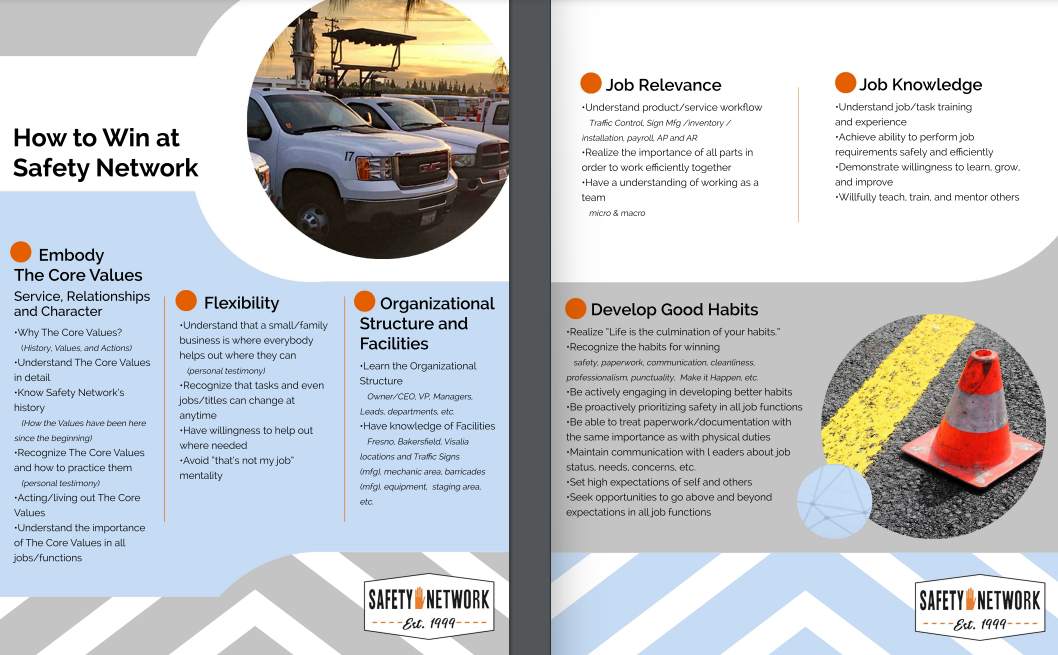 How to Win at
Safety Network
17
GMC
Embody
The Core Values
Service, Relationships
and Character
•Why The Core Values?
(History, Values, and Actions)
•Understand The Core Values
in detail
•Know Safety Network's
history
(How the Values have been here
since the beginning)
•Recognize The Core Values
and how to practice them
(personal testimony)
•Acting/living out The Core
Values
•Understand the importance
of The Core Values in all
jobs/functions
Flexibility
•Understand that a small/family
business is where everybody
helps out where they can
(personal testimony)
•Recognize that tasks and even
jobs/titles can change at
anytime
•Have willingness to help out
where needed
•Avoid "that's not my job"
mentality
Organizational
Structure and
Facilities
•Learn the Organizational
Structure
Owner/CEO, VP, Managers,
Leads, departments, etc.
•Have knowledge of Facilities
Fresno, Bakersfield, Visalia
locations and Traffic Signs
(mfg), mechanic area, barricades
(mfg), equipment, staging area,
etc.
SAFETY NETWORK
Est. 1999
Job Relevance
•Understand product/service workflow
Traffic Control, Sign Mfg /inventory /
installation, payroll, AP and AR
•Realize the importance of all parts in
order to work efficiently together
•Have a understanding of working as a
team
micro & macro
Job Knowledge
•Understand job/task training
and experience
•Achieve ability to perform job
requirements safely and efficiently
•Demonstrate willingness to learn, grow,
and improve
•Willfully teach, train, and mentor others
Develop Good Habits
•Realize "Life is the culmination of your habits."
•Recognize the habits for winning
safety, paperwork, communication, cleanliness,
professionalism, punctuality, Make it Happen, etc.
•Be actively engaging in developing better habits
•Be proactively prioritizing safety in all job functions
•Be able to treat paperwork/documentation with
the same importance as with physical duties
•Maintain communication with l eaders about job
status, needs, concerns, etc.
•Set high expectations of self and others
•Seek opportunities to go above and beyond
expectations in all job functions
SAFETY NETWORK
Est. 1999